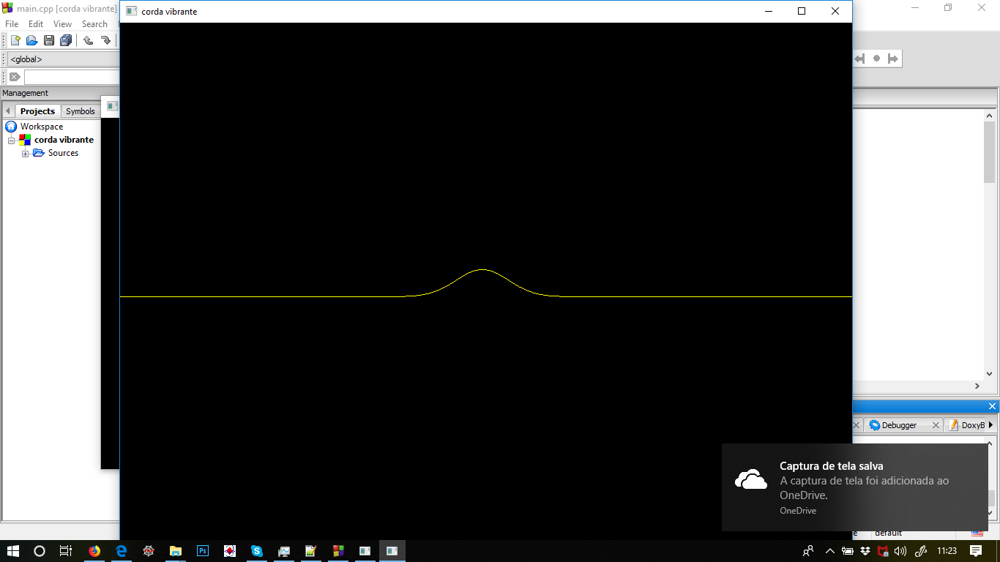 main.cpp [corda vibrante]
corda vibrante
File Edit View Search
<global>
Management
Projects Symbols
Workspace
corda vibrante
Sources
Debugger
DoxyB
Captura de tela salva
A captura de tela foi adicionada ao
OneDrive.
OneDrive
default
Ps
11:23